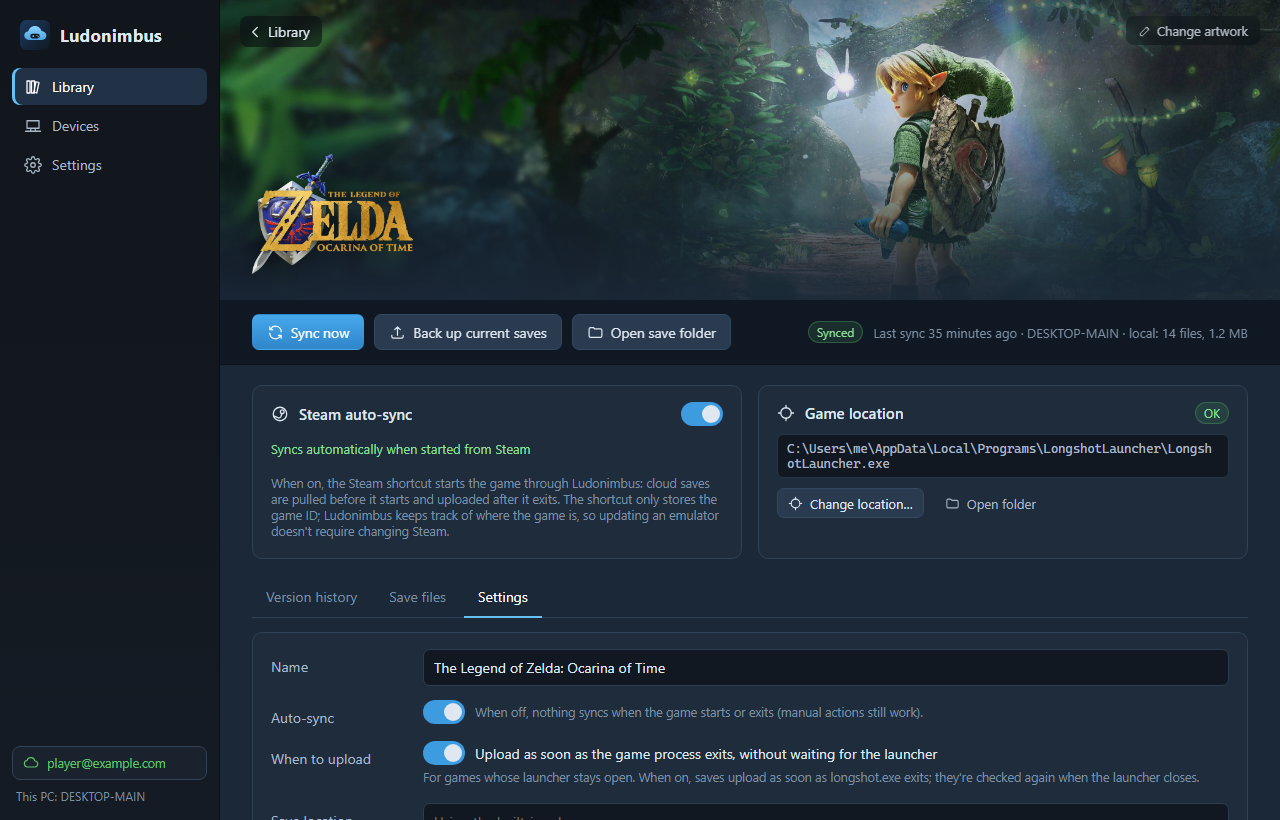 Ludonimbus
Library
Devices
Settings
player@example.com
This PC: DESKTOP-MAIN
Library
Change artwork
THE LEGEND OF
ZELDA
OCARINA OF TIME
Sync now
Back up current saves
Open save folder
Synced
Last sync 35 minutes ago · DESKTOP-MAIN · local: 14 files, 1.2 MB
Steam auto-sync
Syncs automatically when started from Steam
When on, the Steam shortcut starts the game through Ludonimbus: cloud saves
are pulled before it starts and uploaded after it exits. The shortcut only stores the
game ID; Ludonimbus keeps track of where the game is, so updating an emulator
doesn't require changing Steam.
Game location
OK
C:\Users\me\AppData\Local\Programs\LongshotLauncher\Longsh
otLauncher.exe
Change location...
Open folder
Version history
Save files
Settings
Name
The Legend of Zelda: Ocarina of Time
Auto-sync
When off, nothing syncs when the game starts or exits (manual actions still work).
When to upload
Upload as soon as the game process exits, without waiting for the launcher
For games whose launcher stays open. When on, saves upload as soon as longshot.exe exits; they're checked again when the launcher closes.
Save location